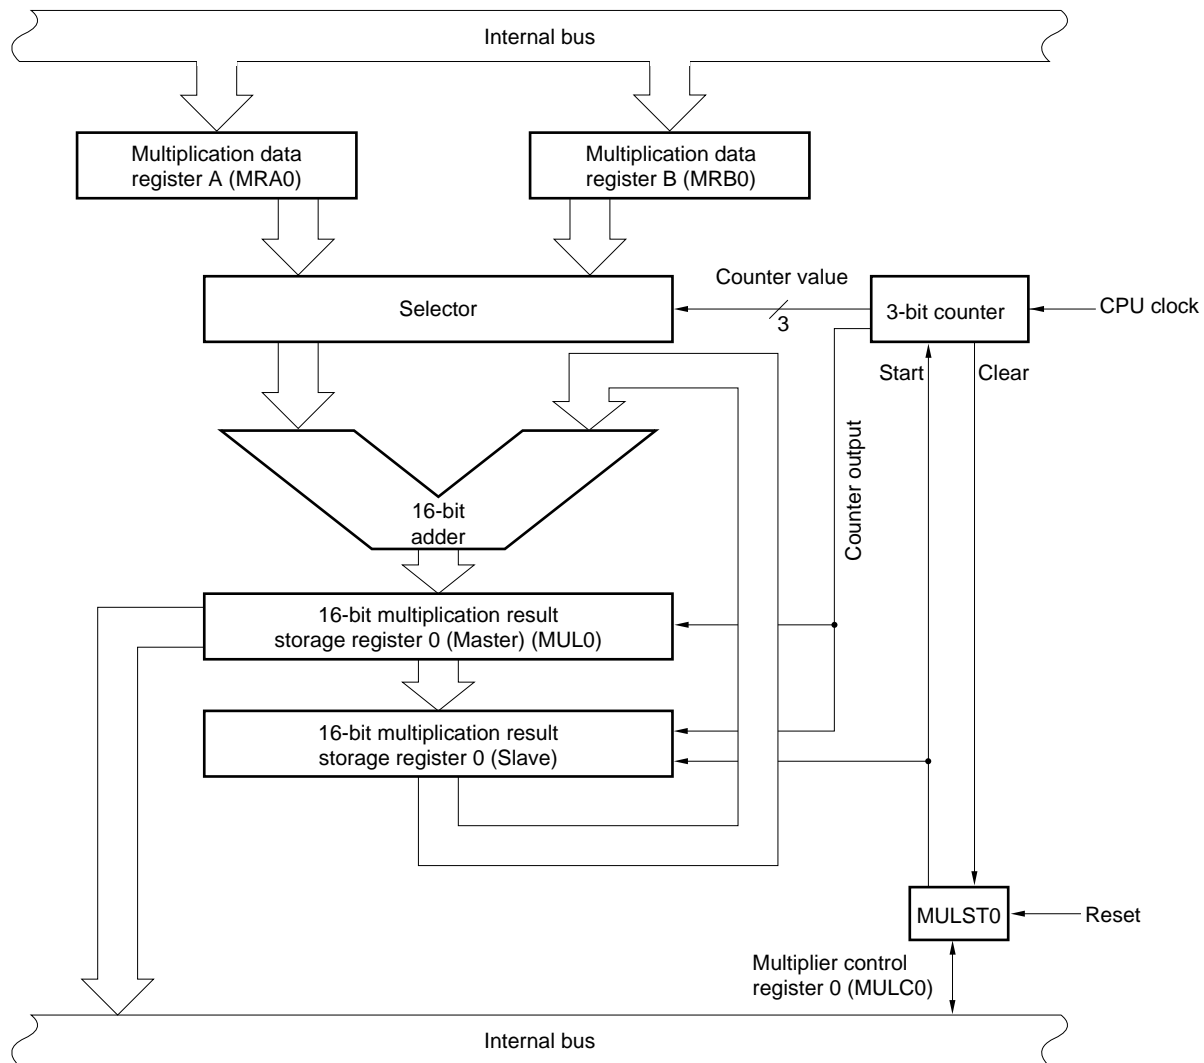 Internal bus
Multiplication data
register A (MRA0)
Multiplication data
register B (MRB0)
Counter value
3
Selector
3-bit counter
CPU clock
Start
Clear
Counter output
16-bit
adder
16-bit multiplication result
storage register 0 (Master) (MUL0)
16-bit multiplication result
storage register 0 (Slave)
MULST0
Reset
Multiplier control
register 0 (MULC0)
Internal bus